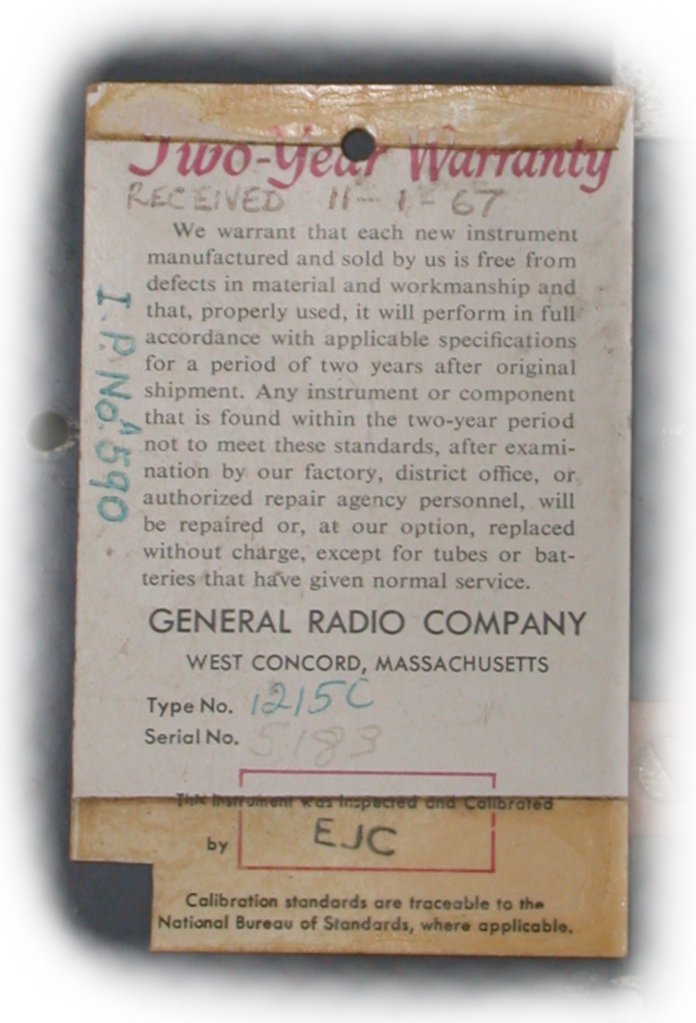 Two-Year Warranty
RECEIVED 11-1-67
We warrant that each new instrument
manufactured and sold by us is free from
defects in material and workmanship and
that, properly used, it will perform in full
accordance with applicable specifications
for a period of two years after original
shipment. Any instrument or component
that is found within the two-year period
not to meet these standards, after exami-
nation by our factory, district office, or
authorized repair agency personnel, will
be repaired or, at our option, replaced
without charge, except for tubes or bat-
teries that have given normal service.
I.P. No. A590
GENERAL RADIO COMPANY
WEST CONCORD, MASSACHUSETTS
Type No. 1215C
Serial No. 5183
This Instrument was Inspected and Calibrated
by EJC
Calibration standards are traceable to the
National Bureau of Standards, where applicable.